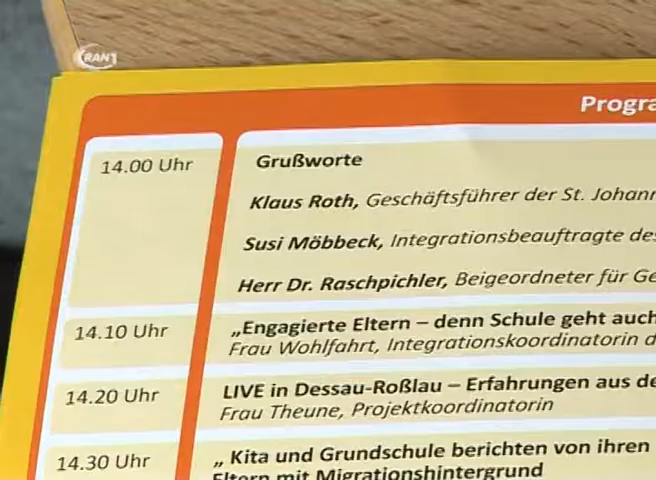 RAN1
Progra
14.00 Uhr
Grußworte
Klaus Roth, Geschäftsführer der St. Johann
Susi Möbbeck, Integrationsbeauftragte des
Herr Dr. Raschpichler, Beigeordneter für Ge
14.10 Uhr
„Engagierte Eltern – denn Schule geht auch
Frau Wohlfahrt, Integrationskoordinatorin d
14.20 Uhr
LIVE in Dessau-Roßlau – Erfahrungen aus de
Frau Theune, Projektkoordinatorin
14.30 Uhr
„ Kita und Grundschule berichten von ihren
Eltern mit Migrationshintergrund